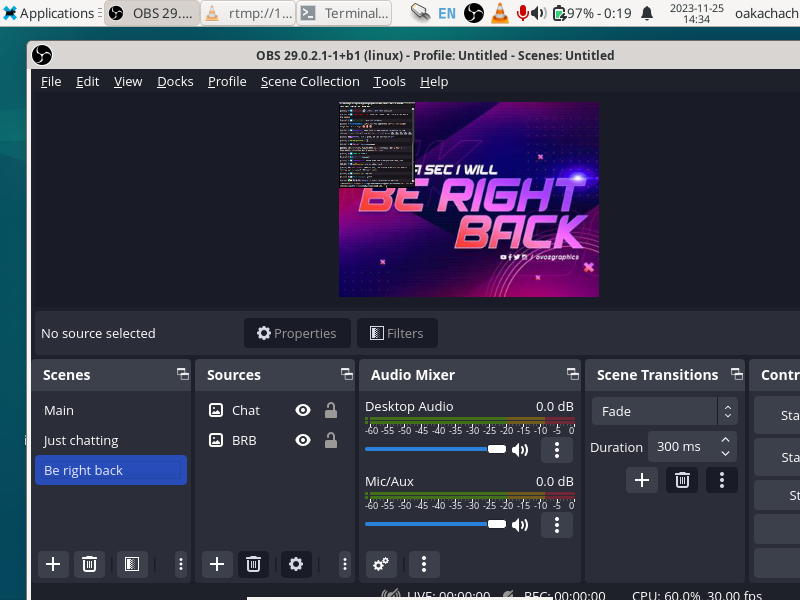 Applications
OBS 29....
rtmp://1...
Terminal...
EN
97% - 0:19
2023-11-25
14:34
oakachach
OBS 29.0.2.1-1+b1 (linux) - Profile: Untitled - Scenes: Untitled
File Edit View Docks Profile Scene Collection Tools Help
A SEC I WILL
BE RIGHT
BACK
/ ovozgraphics
No source selected
Properties
Filters
Scenes
Main
Just chatting
Be right back
Sources
Chat
BRB
Audio Mixer
Desktop Audio 0.0 dB
-60 -55 -50 -45 -40 -35 -30 -25 -20 -15 -10 -5 0
Mic/Aux 0.0 dB
-60 -55 -50 -45 -40 -35 -30 -25 -20 -15 -10 -5 0
Scene Transitions
Fade
Duration 300 ms
Contr
Sta
Sta
St
LIVE: 00:00:00
REC: 00:00:00
CPU: 60.0%, 30.00 fps